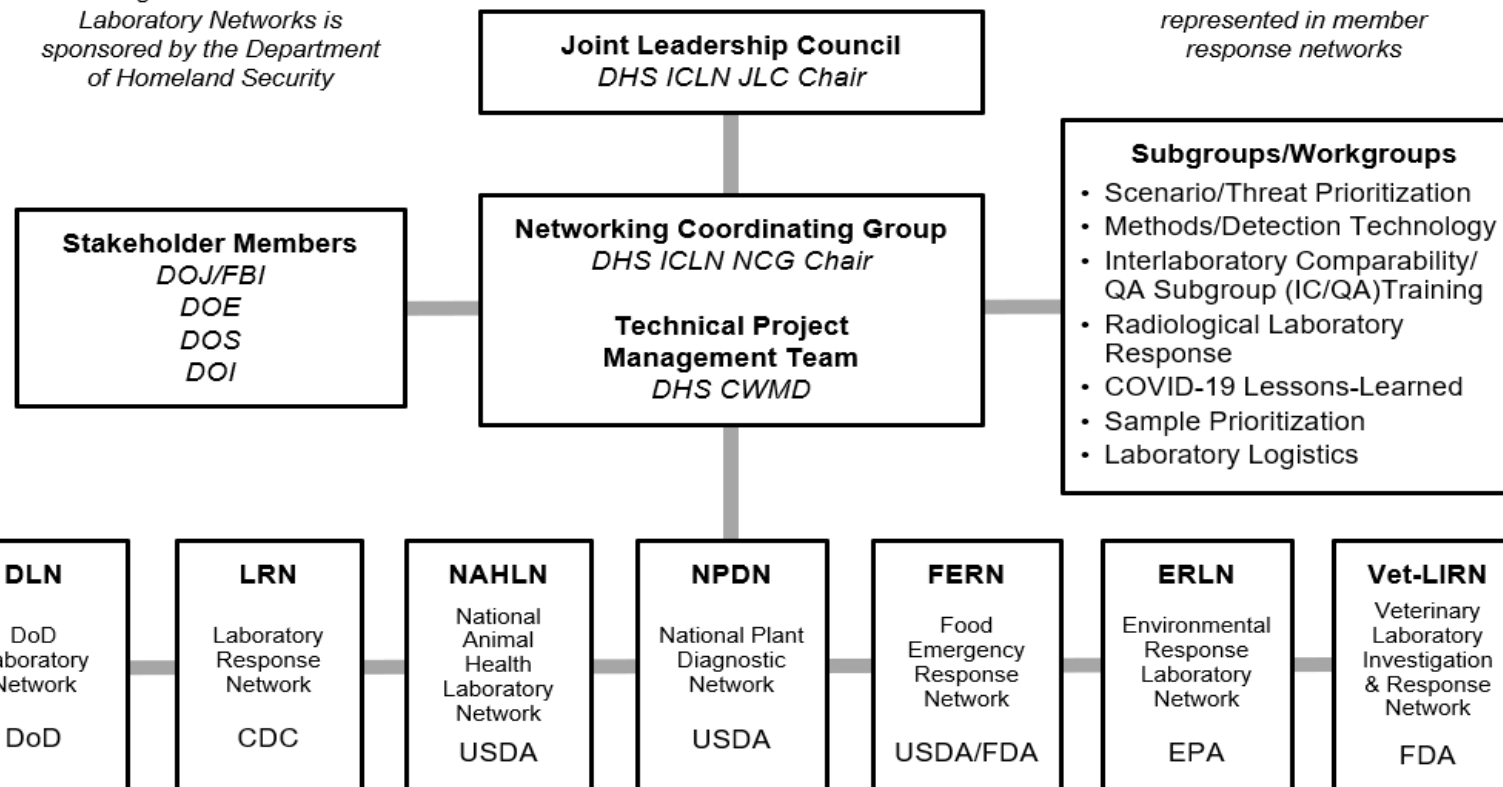 Laboratory Networks is
sponsored by the Department
of Homeland Security
represented in member
response networks
Joint Leadership Council
DHS ICLN JLC Chair
Stakeholder Members
DOJ/FBI
DOE
DOS
DOI
Networking Coordinating Group
DHS ICLN NCG Chair
Technical Project
Management Team
DHS CWMD
Subgroups/Workgroups
• Scenario/Threat Prioritization
• Methods/Detection Technology
• Interlaboratory Comparability/
QA Subgroup (IC/QA)Training
• Radiological Laboratory
Response
• COVID-19 Lessons-Learned
• Sample Prioritization
• Laboratory Logistics
DLN
DoD
aboratory
Network
DoD
LRN
Laboratory
Response
Network
CDC
NAHLN
National
Animal
Health
Laboratory
Network
USDA
NPDN
National Plant
Diagnostic
Network
USDA
FERN
Food
Emergency
Response
Network
USDA/FDA
ERLN
Environmental
Response
Laboratory
Network
EPA
Vet-LIRN
Veterinary
Laboratory
Investigation
& Response
Network
FDA